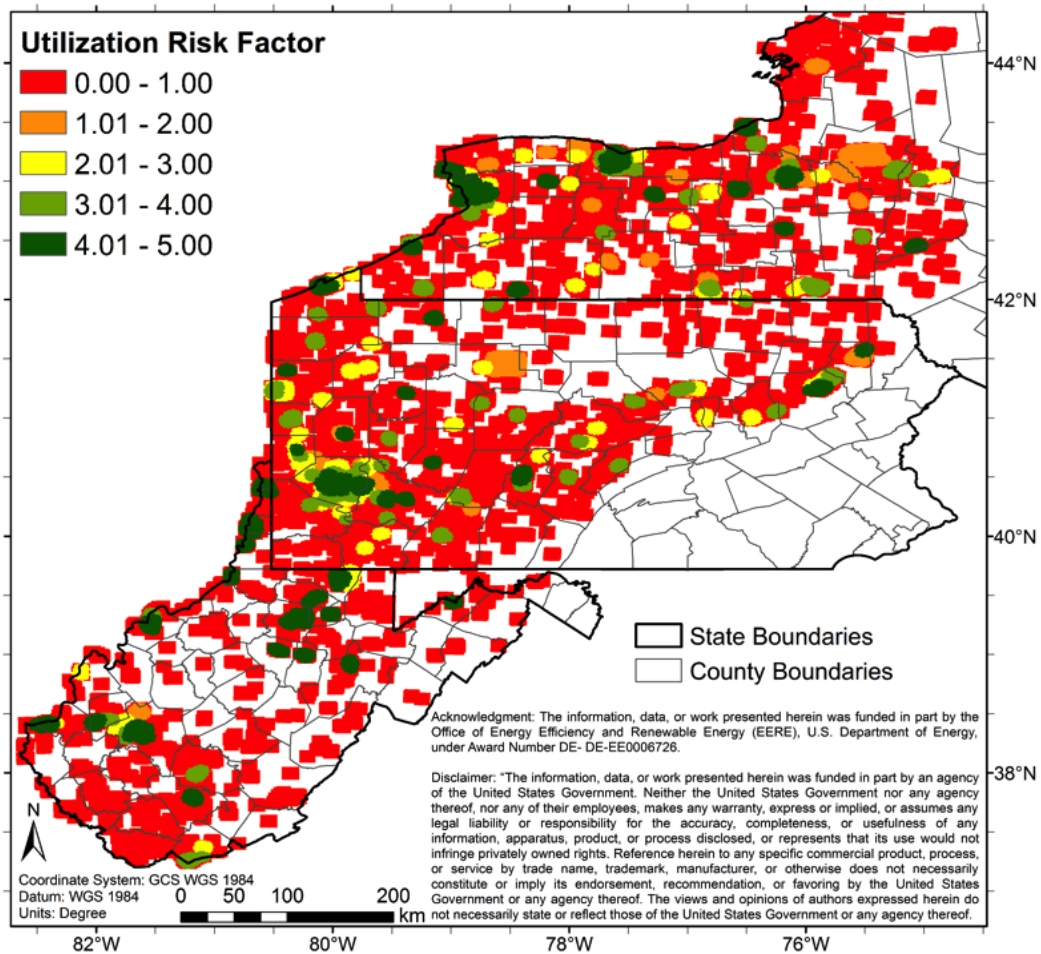 Utilization Risk Factor
0.00 - 1.00
1.01 - 2.00
2.01 - 3.00
3.01 - 4.00
4.01 - 5.00
44°N
42°N
40°N
State Boundaries
County Boundaries
Acknowledgment: The information, data, or work presented herein was funded in part by the
Office of Energy Efficiency and Renewable Energy (EERE), U.S. Department of Energy,
under Award Number DE- DE-EE0006726.
38°N
Disclaimer: "The information, data, or work presented herein was funded in part by an agency
of the United States Government. Neither the United States Government nor any agency
thereof, nor any of their employees, makes any warranty, express or implied, or assumes any
legal liability or responsibility for the accuracy, completeness, or usefulness of any
information, apparatus, product, or process disclosed, or represents that its use would not
infringe privately owned rights. Reference herein to any specific commercial product, process,
or service by trade name, trademark, manufacturer, or otherwise does not necessarily
constitute or imply its endorsement, recommendation, or favoring by the United States
Government or any agency thereof. The views and opinions of authors expressed herein do
not necessarily state or reflect those of the United States Government or any agency thereof.
N
Coordinate System: GCS WGS 1984
Datum: WGS 1984
Units: Degree
0 50 100 200
km
82°W 80°W 78°W 76°W